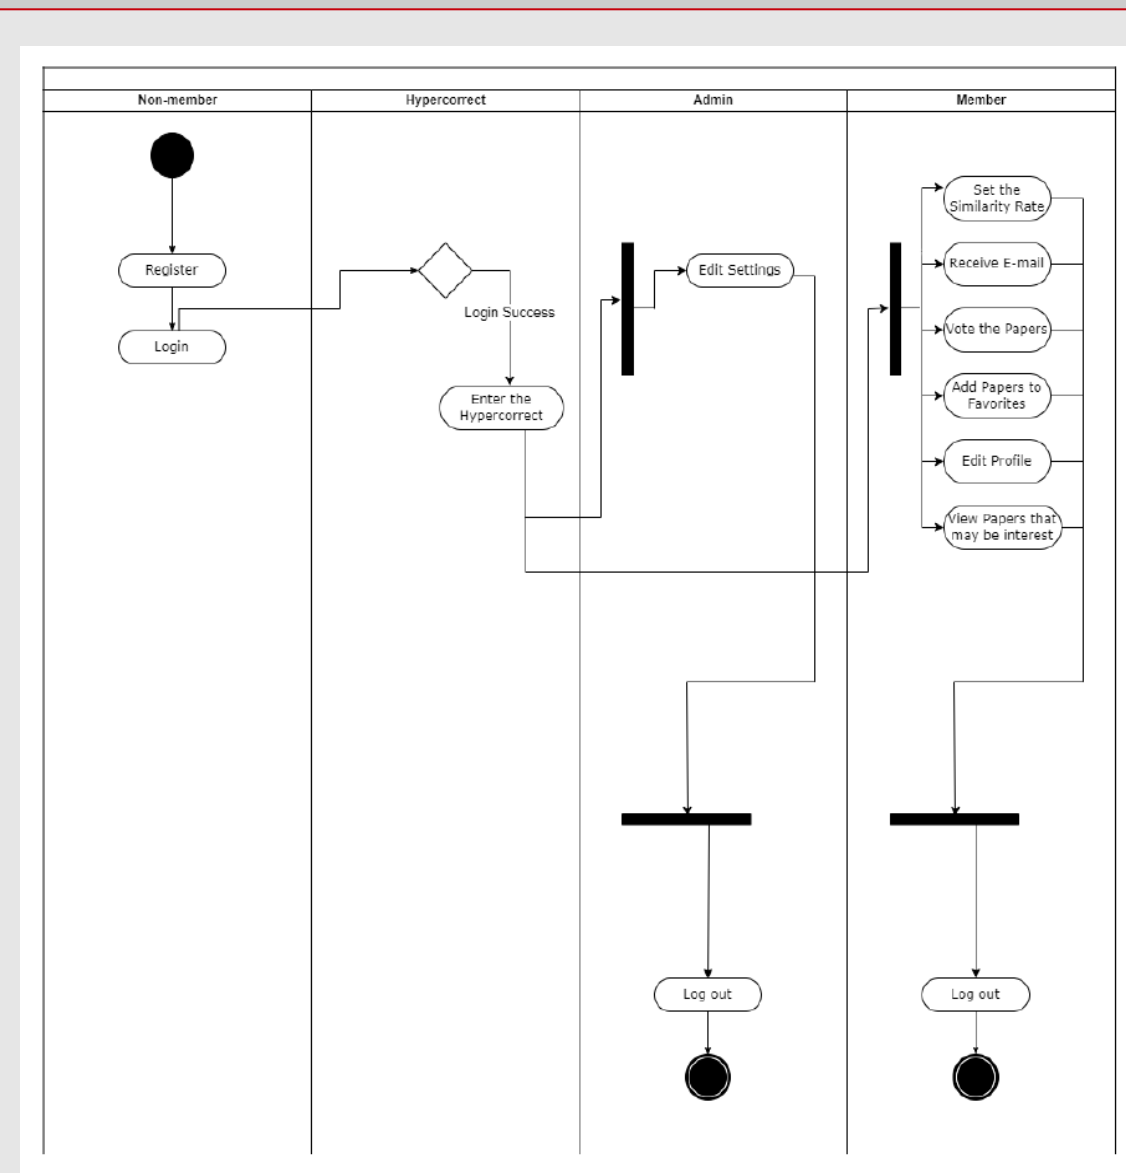 Non-member
Hypercorrect
Admin
Member
Register
Login
Login Success
Enter the
Hypercorrect
Edit Settings
Set the
Similarity Rate
Receive E-mail
Vote the Papers
Add Papers to
Favorites
Edit Profile
View Papers that
may be interest
Log out
Log out